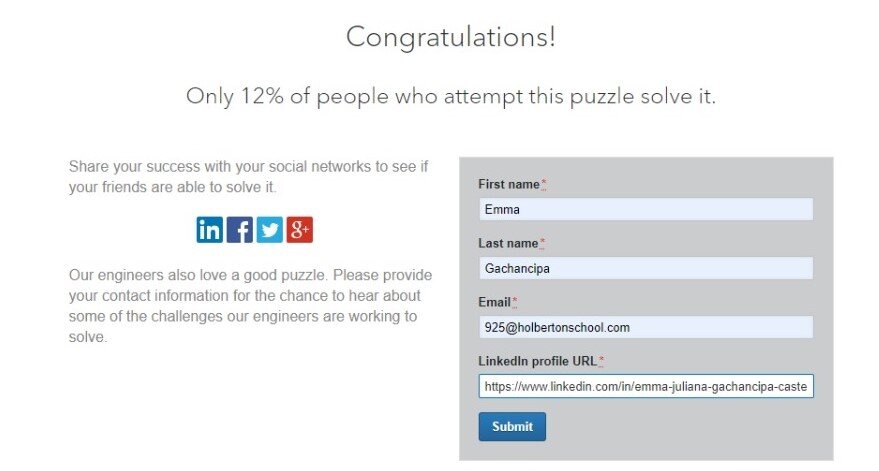 Congratulations!
Only 12% of people who attempt this puzzle solve it.
Share your success with your social networks to see if
your friends are able to solve it.
in f g+
Our engineers also love a good puzzle. Please provide
your contact information for the chance to hear about
some of the challenges our engineers are working to
solve.
First name*
Emma
Last name*
Gachancipa
Email*
925@holbertonschool.com
LinkedIn profile URL*
https://www.linkedin.com/in/emma-juliana-gachancipa-caste
Submit